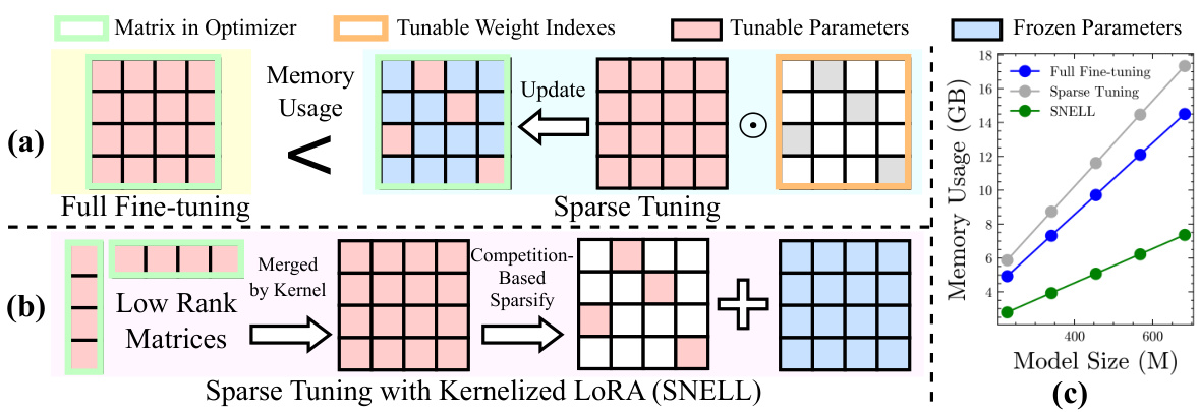 Matrix in Optimizer
Tunable Weight Indexes
Tunable Parameters
Frozen Parameters
(a)
Memory
Usage
<
Update
Full Fine-tuning
Sparse Tuning
(b)
Low Rank
Matrices
Merged
by Kernel
Competition-
Based
Sparsify
Sparse Tuning with Kernelized LoRA (SNELL)
Memory Usage (GB)
18
16
14
12
10
8
6
4
Full Fine-tuning
Sparse Tuning
SNELL
400
600
Model Size (M)
(c)